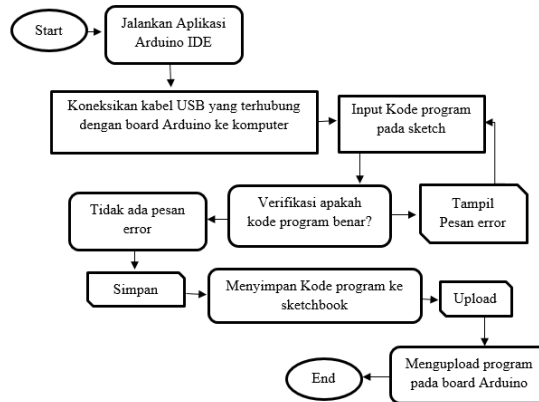 Start
Jalankan Aplikasi
Arduino IDE
Koneksikan kabel USB yang terhubung
dengan board Arduino ke komputer
Input Kode program
pada sketch
Verifikasi apakah
kode program benar?
Tampil
Pesan error
Tidak ada pesan
error
Simpan
Menyimpan Kode program ke
sketchbook
Upload
Mengupload program
pada board Arduino
End